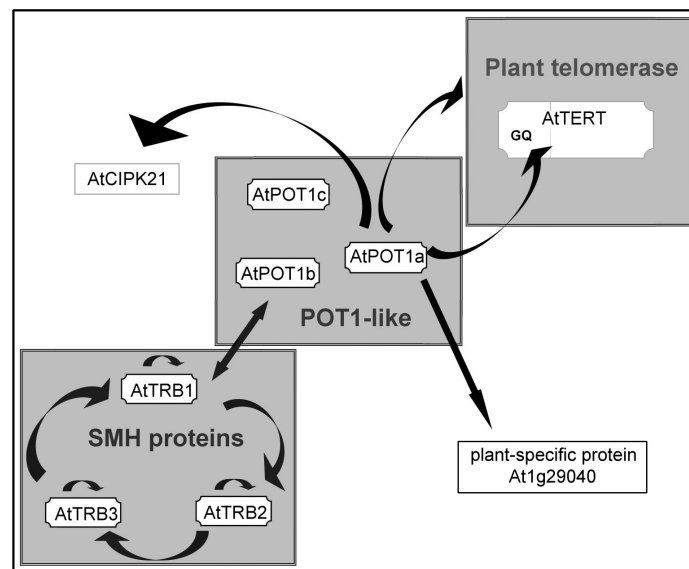 Plant telomerase
AtTERT
GQ
AtCIPK21
AtPOT1c
AtPOT1a
AtPOT1b
POT1-like
AtTRB1
SMH proteins
AtTRB3
AtTRB2
plant-specific protein
At1g29040